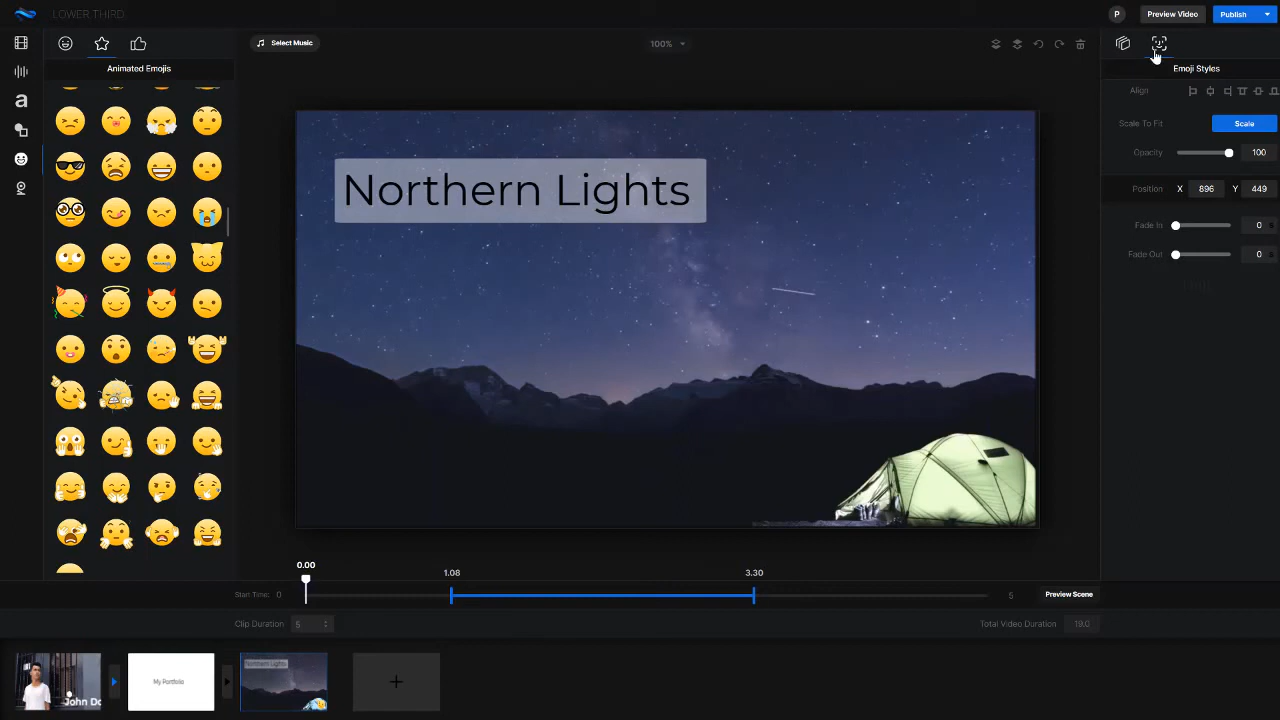 LOWER THIRD
P
Preview Video
Publish
Select Music
100%
Animated Emojis
Emoji Styles
Align
Scale To Fit
Scale
Opacity
100
Position
X
896
Y
449
Fade In
0
Fade Out
0
Northern Lights
0.00
1.08
3.30
Start Time: 0
5
Preview Scene
Clip Duration
5
Total Video Duration
19.0
John Do
My Portfolio
Northern Lights